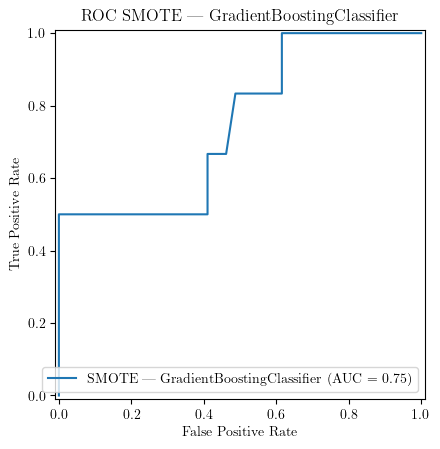 ROC SMOTE — GradientBoostingClassifier
1.0
0.8
0.6
0.4
0.2
0.0
True Positive Rate
SMOTE — GradientBoostingClassifier (AUC = 0.75)
0.0 0.2 0.4 0.6 0.8 1.0
False Positive Rate